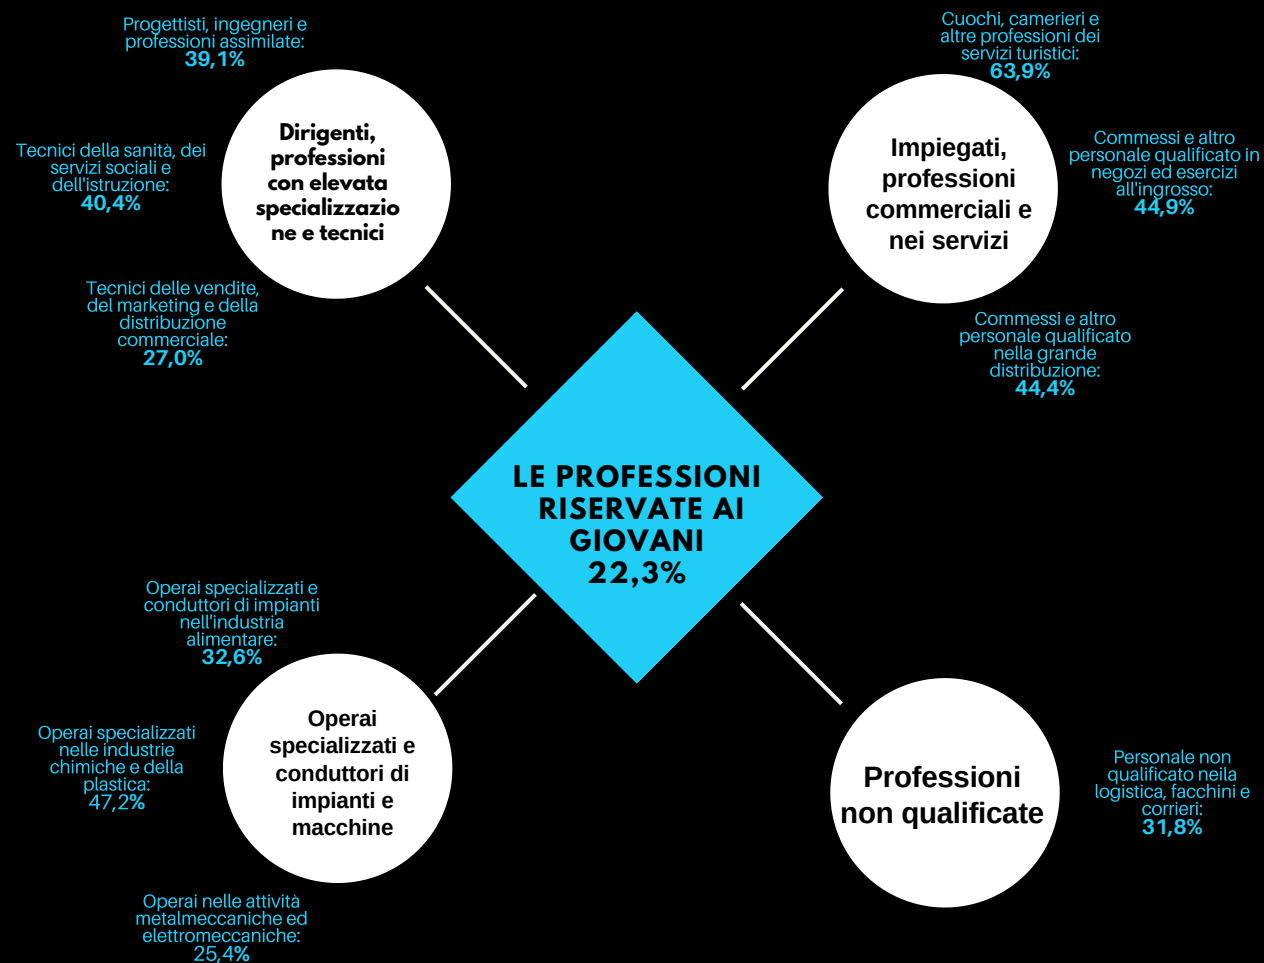 Progettisti, ingegneri e
professioni assimilate:
39,1%
Dirigenti,
professioni
con elevata
specializzazio
ne e tecnici
Tecnici della sanità, dei
servizi sociali e
dell'istruzione:
40,4%
Tecnici delle vendite,
del marketing e della
distribuzione
commerciale:
27,0%
Cuochi, camerieri e
altre professioni dei
servizi turistici:
63,9%
Impiegati,
professioni
commerciali e
nei servizi
Commessi e altro
personale qualificato in
negozi ed esercizi
all'ingrosso:
44,9%
Commessi e altro
personale qualificato
nella grande
distribuzione:
44,4%
LE PROFESSIONI
RISERVATE AI
GIOVANI
22,3%
Operai specializzati e
conduttori di impianti
nell'industria
alimentare:
32,6%
Operai
specializzati e
conduttori di
impianti e
macchine
Operai specializzati
nelle industrie
chimiche e della
plastica:
47,2%
Operai nelle attività
metalmeccaniche ed
elettromeccaniche:
25,4%
Professioni
non qualificate
Personale non
qualificato neila
logistica, facchini e
corrieri:
31,8%